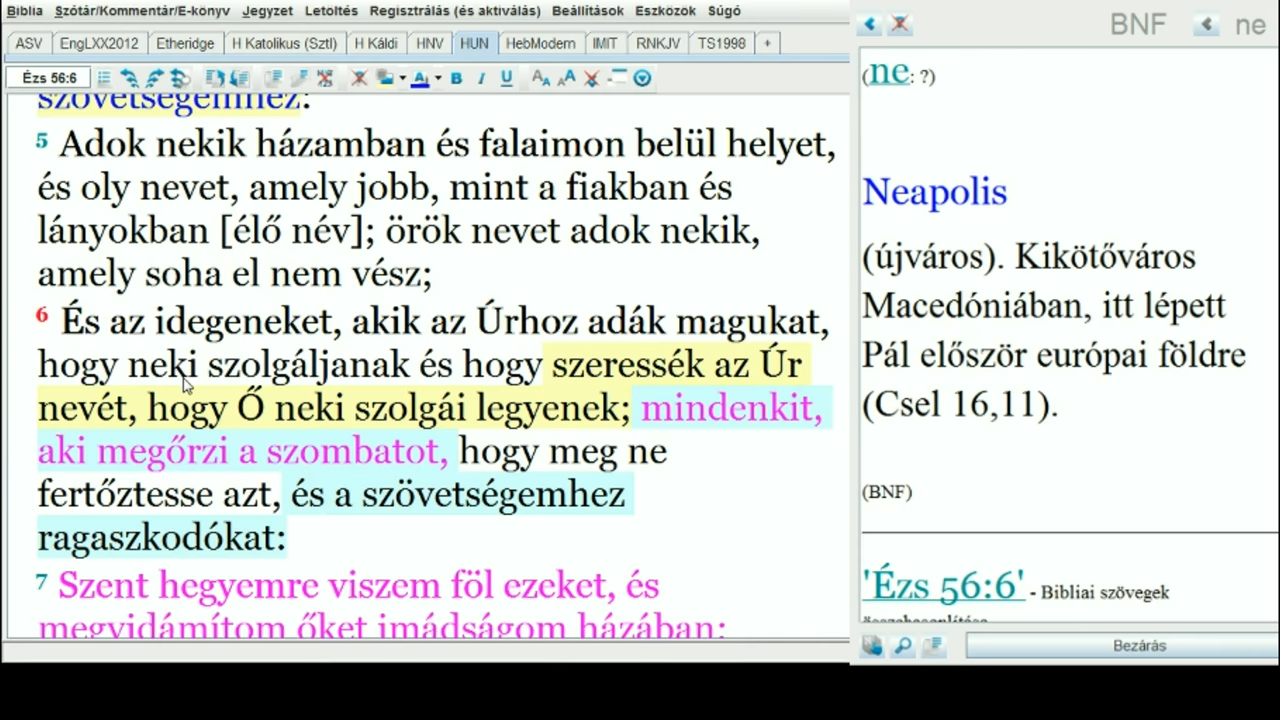 Biblia Szótár/Kommentár/E-könyv Jegyzet Letöltés Regisztrálás (és aktiválás) Beállítások Eszközök Súgó
ASV EngLXX2012 Etheridge H Katolikus (Sztl) H Káldi HNV HUN HebModern IMIT RNKJV TS1998 +
Ézs 56:6
szövetségemhez:
5 Adok nekik házamban és falaimon belül helyet,
és oly nevet, amely jobb, mint a fiakban és
lányokban [élő név]; örök nevet adok nekik,
amely soha el nem vész;
6 És az idegeneket, akik az Úrhoz adák magukat,
hogy neki szolgáljanak és hogy szeressék az Úr
nevét, hogy Ő neki szolgái legyenek; mindenkit,
aki megőrzi a szombatot, hogy meg ne
fertőztesse azt, és a szövetségemhez
ragaszkodókat:
7 Szent hegyemre viszem föl ezeket, és
megvidámítom őket imádságom házában:
BNF ne
(ne: ?)
Neapolis
(újváros). Kikötőváros
Macedóniában, itt lépett
Pál először európai földre
(Csel 16,11).
(BNF)
'Ézs 56:6' - Bibliai szövegek
összehasonlítása
Bezárás